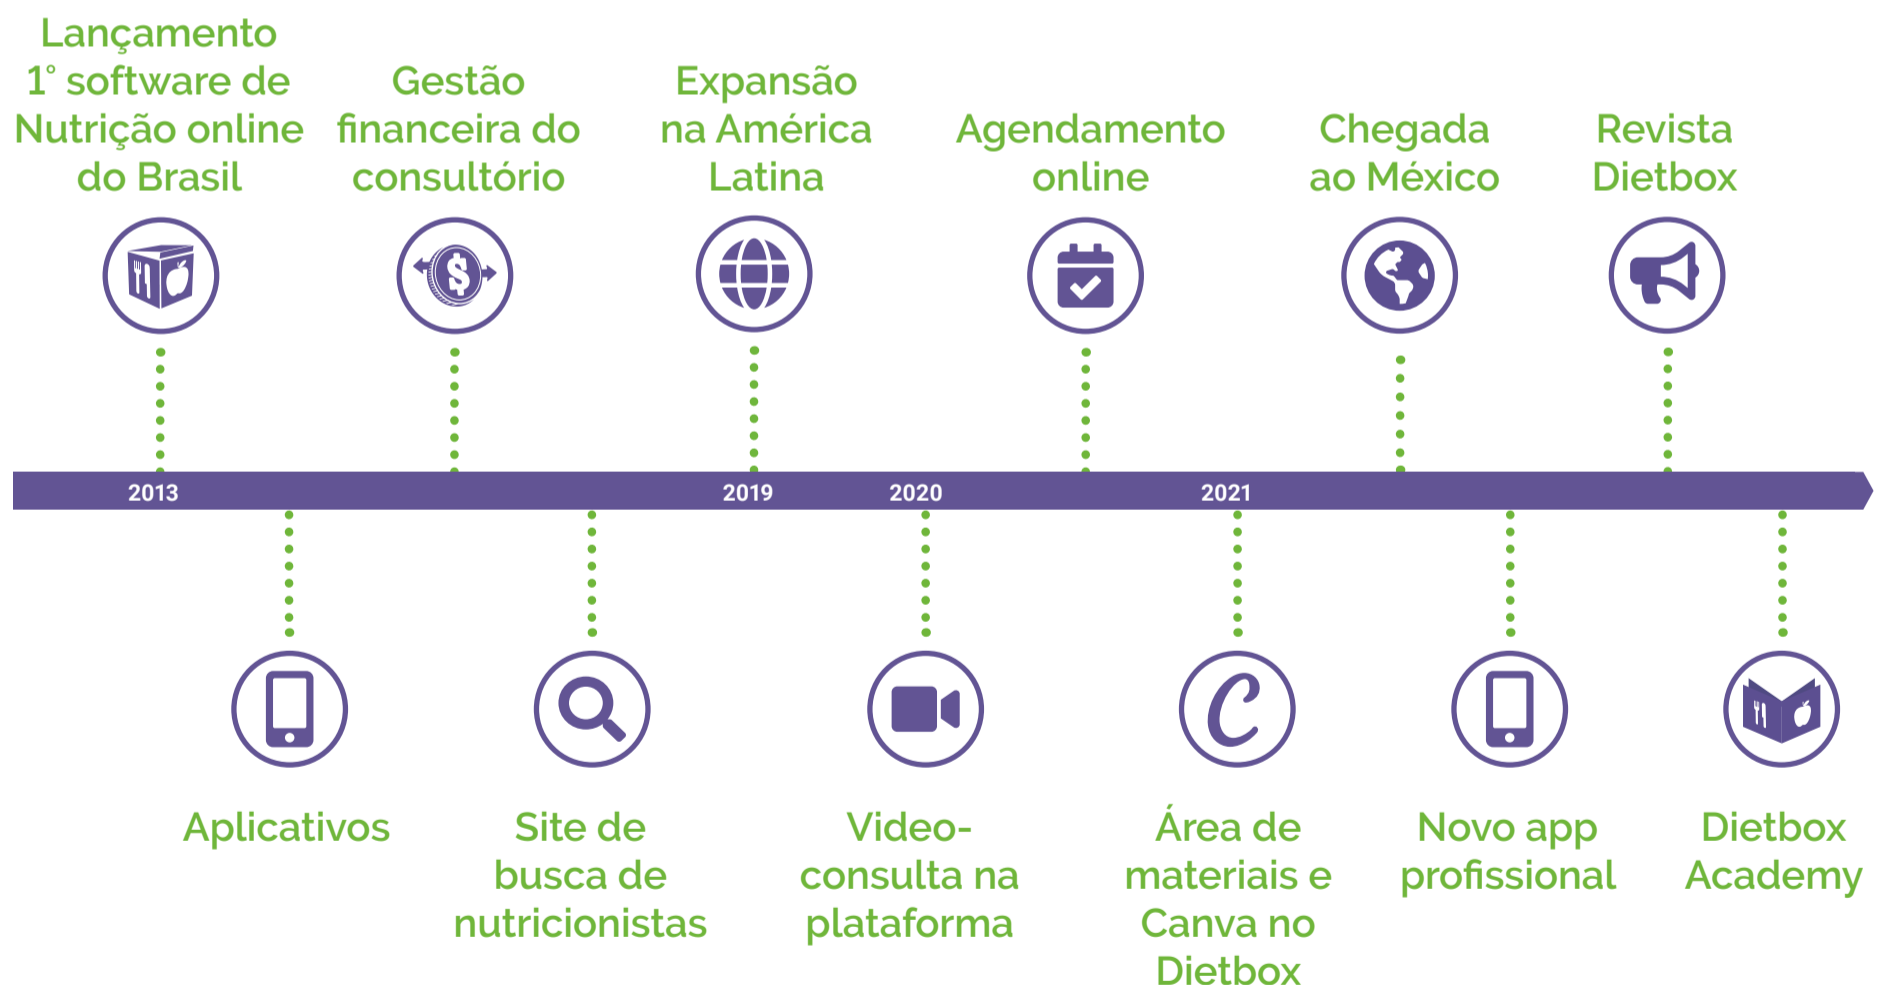 Lançamento
1° software de
Nutrição online
do Brasil
Gestão
financeira do
consultório
Expansão
na América
Latina
Agendamento
online
Chegada
ao México
Revista
Dietbox
2013
2019
2020
2021
Aplicativos
Site de
busca de
nutricionistas
Video-
consulta na
plataforma
Área de
materiais e
Canva no
Dietbox
Novo app
profissional
Dietbox
Academy
$
C